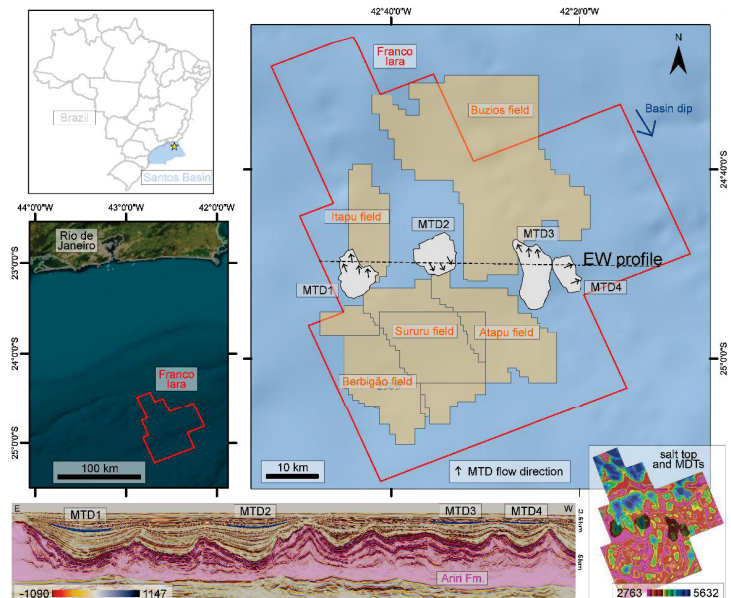 Brazil
Santos Basin
44°0'0"W
43°0'0"W
42°0'0"W
23°0'0"S
24°0'0"S
25°0'0"S
Rio de
Janeiro
Franco
Iara
100 km
42°40'0"W
42°20'0"W
24°40'0"S
25°0'0"S
N
Franco
Iara
Buzios field
Basin dip
Itapu field
MTD2
MTD3
EW profile
MTD1
MTD4
Sururu field
Atapu field
Berbigão field
10 km
↑ MTD flow direction
salt top
and MDTs
2763
5632
E
W
MTD1
MTD2
MTD3
MTD4
2.5km
6km
Ariri Fm.
-1090
1147